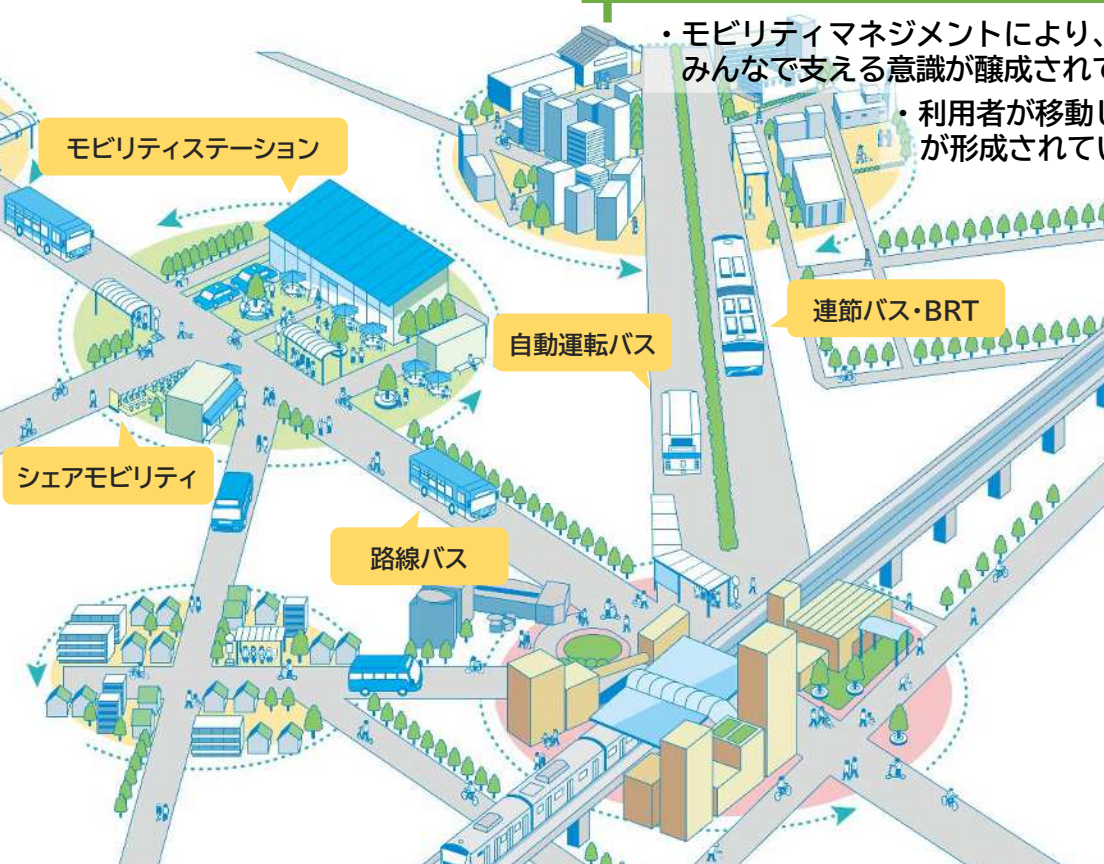 ・モビリティマネジメントにより、
みんなで支える意識が醸成されて
・利用者が移動し
が形成されてい
モビリティステーション
連節バス・BRT
自動運転バス
シェアモビリティ
路線バス